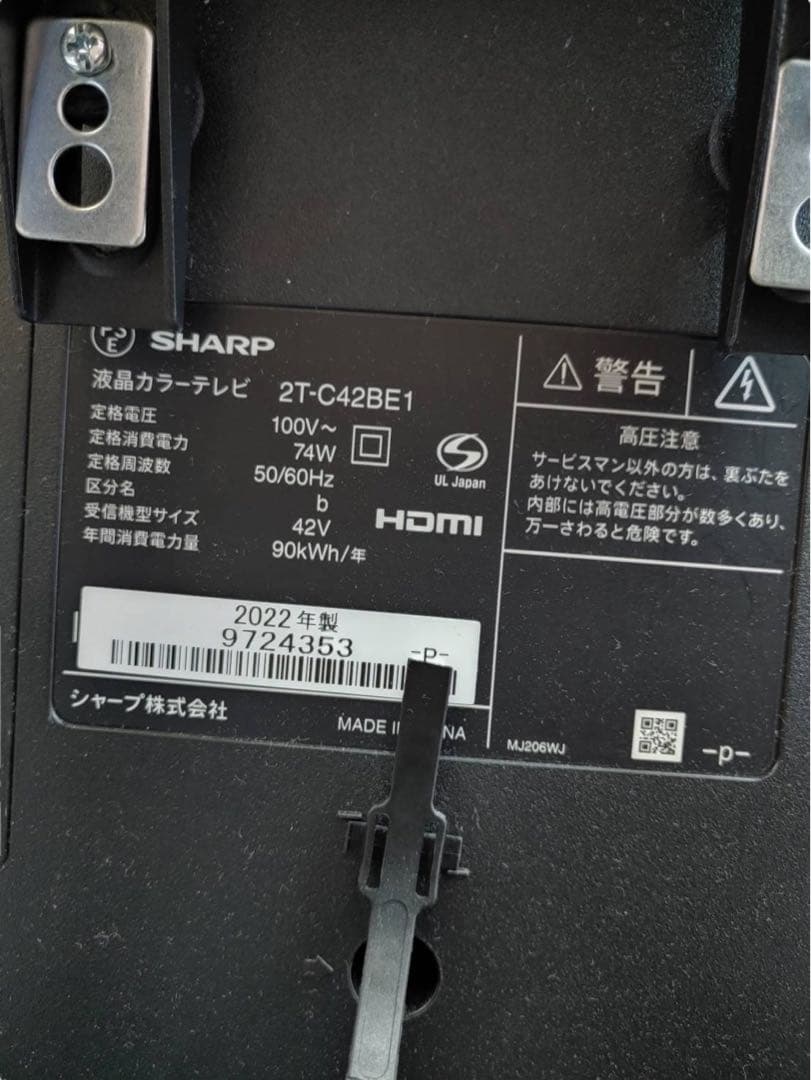 PS
E
SHARP
液晶カラーテレビ 2T-C42BE1
定格電圧 100V～
定格消費電力 74W
定格周波数 50/60Hz
区分名 b
受信機型サイズ 42V
年間消費電力量 90kWh/年
UL Japan
HDMI
2022年製
9724353 -P-
シャープ株式会社
MADE I
NA
警告
高圧注意
サービスマン以外の方は、裏ぶたを
あけないでください。
内部には高電圧部分が数多くあり、
万一さわると危険です。
MJ206WJ
-p-